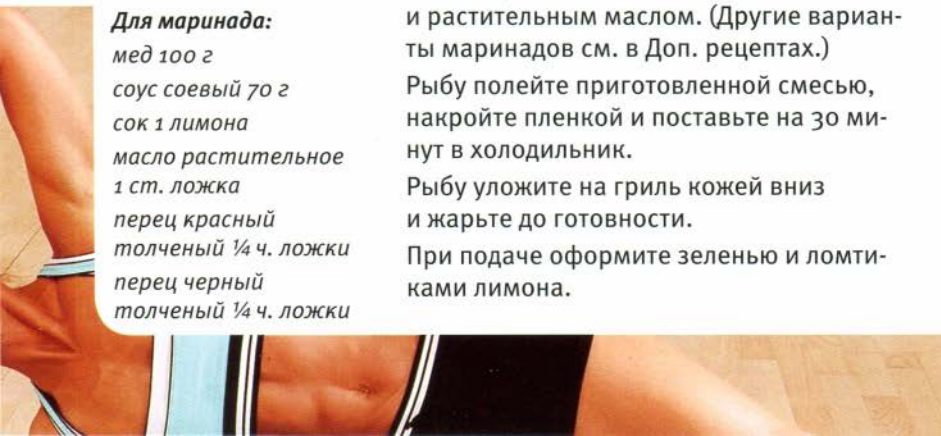 Для маринада:
мед 100 г
соус соевый 70 г
сок 1 лимона
масло растительное
1 ст. ложка
перец красный
толченый ¼ ч. ложки
перец черный
толченый ¼ ч. ложки
и растительным маслом. (Другие вариан-
ты маринадов см. в Доп. рецептах.)
Рыбу полейте приготовленной смесью,
накройте пленкой и поставьте на 30 ми-
нут в холодильник.
Рыбу уложите на гриль кожей вниз
и жарьте до готовности.
При подаче оформите зеленью и ломти-
ками лимона.